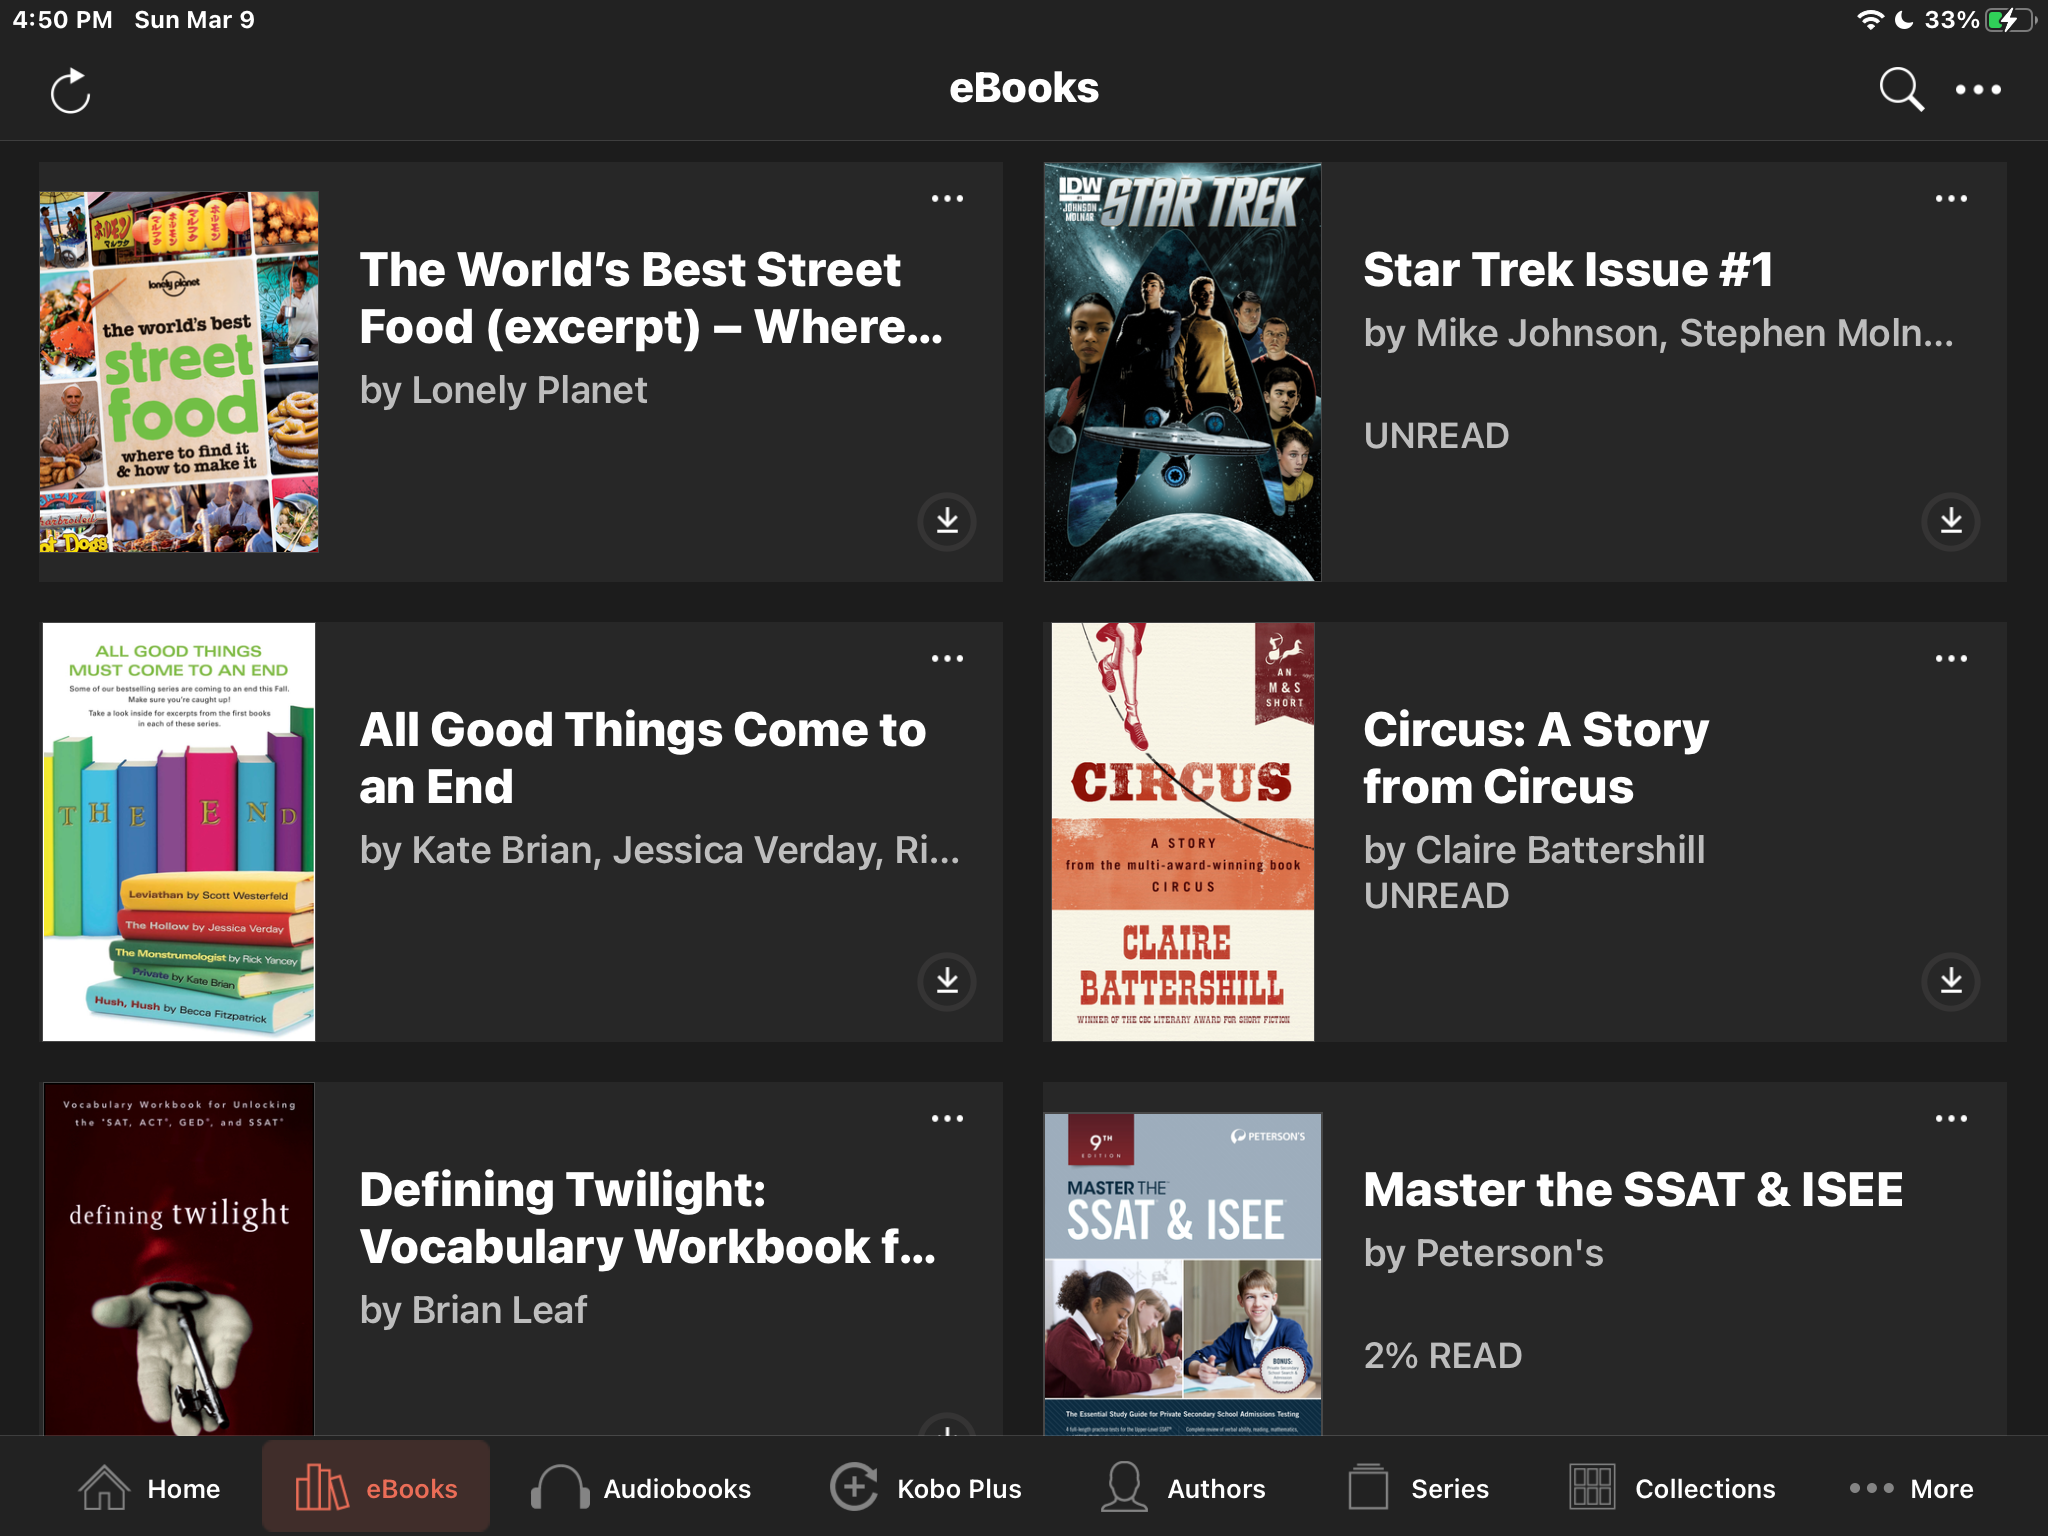 4:50 PM Sun Mar 9
33%
eBooks
lonely planet
the world's best
street
food
where to find it
& how to make it
The World's Best Street
Food (excerpt) – Where...
by Lonely Planet
IDW
JOHNSON
MOLNAR
STAR TREK
Star Trek Issue #1
by Mike Johnson, Stephen Moln...
UNREAD
ALL GOOD THINGS
MUST COME TO AN END
Some of our bestselling series are coming to an end this Fall.
Make sure you're caught up!
Take a look inside for excerpts from the first books
in each of these series.
THE END
Leviathan by Scott Westerfeld
The Hollow by Jessica Verday
The Monstrumologist by Rick Yancey
Private by Kate Brian
Hush, Hush by Becca Fitzpatrick
All Good Things Come to
an End
by Kate Brian, Jessica Verday, Ri...
AN
M&S
SHORT
CIRCUS
A STORY
from the multi-award-winning book
CIRCUS
CLAIRE
BATTERSHILL
WINNER OF THE CBC LITERARY AWARD FOR SHORT FICTION
Circus: A Story
from Circus
by Claire Battershill
UNREAD
Vocabulary Workbook for Unlocking
the *SAT, ACT®, GED®, and SSAT*
defining twilight
Defining Twilight:
Vocabulary Workbook f...
by Brian Leaf
9TH
EDITION
PETERSON'S
MASTER THE
SSAT & ISEE
BONUS:
The Essential Study Guide for Private Secondary School Admissions Testing
Master the SSAT & ISEE
by Peterson's
2% READ
Home
eBooks
Audiobooks
Kobo Plus
Authors
Series
Collections
More